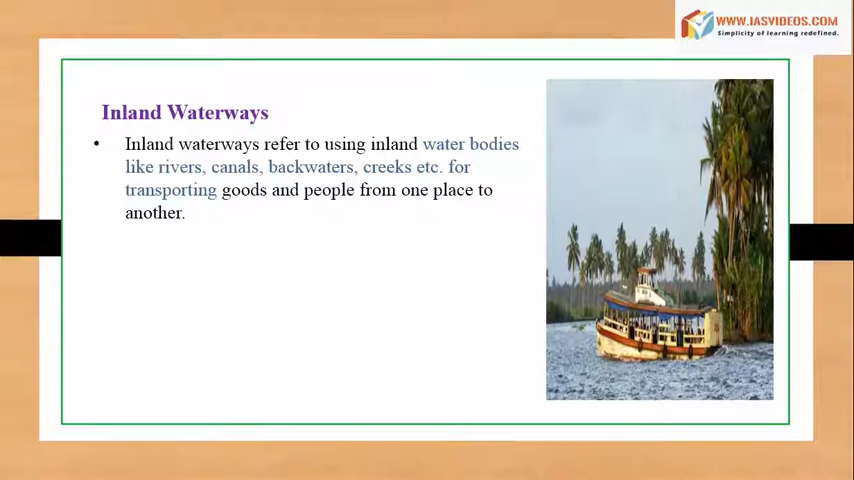 WWW.IASVIDEOS.COM
Simplicity of learning redefined.
Inland Waterways
• Inland waterways refer to using inland water bodies
like rivers, canals, backwaters, creeks etc. for
transporting goods and people from one place to
another.